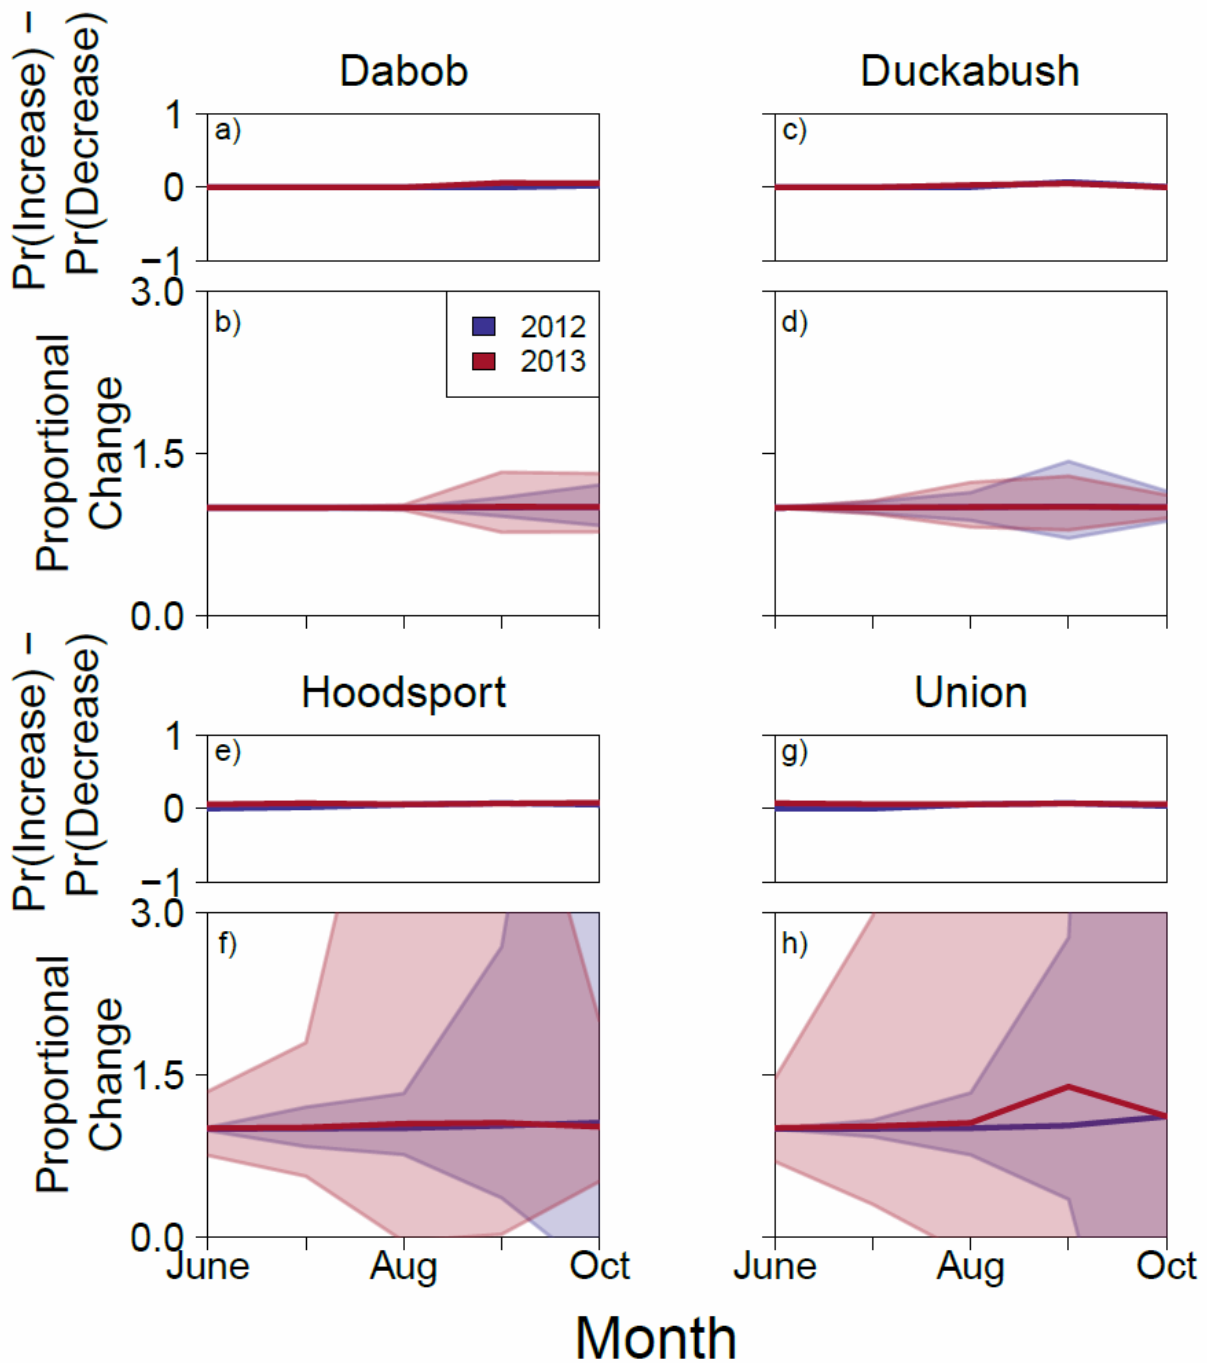 Dabob
Duckabush
Pr(Increase) −
Pr(Decrease)
1
0
−1
a)
c)
Proportional
Change
3.0
1.5
0.0
b)
2012
2013
d)
Hoodsport
Union
Pr(Increase) −
Pr(Decrease)
1
0
−1
e)
g)
Proportional
Change
3.0
1.5
0.0
f)
h)
June Aug Oct
June Aug Oct
Month